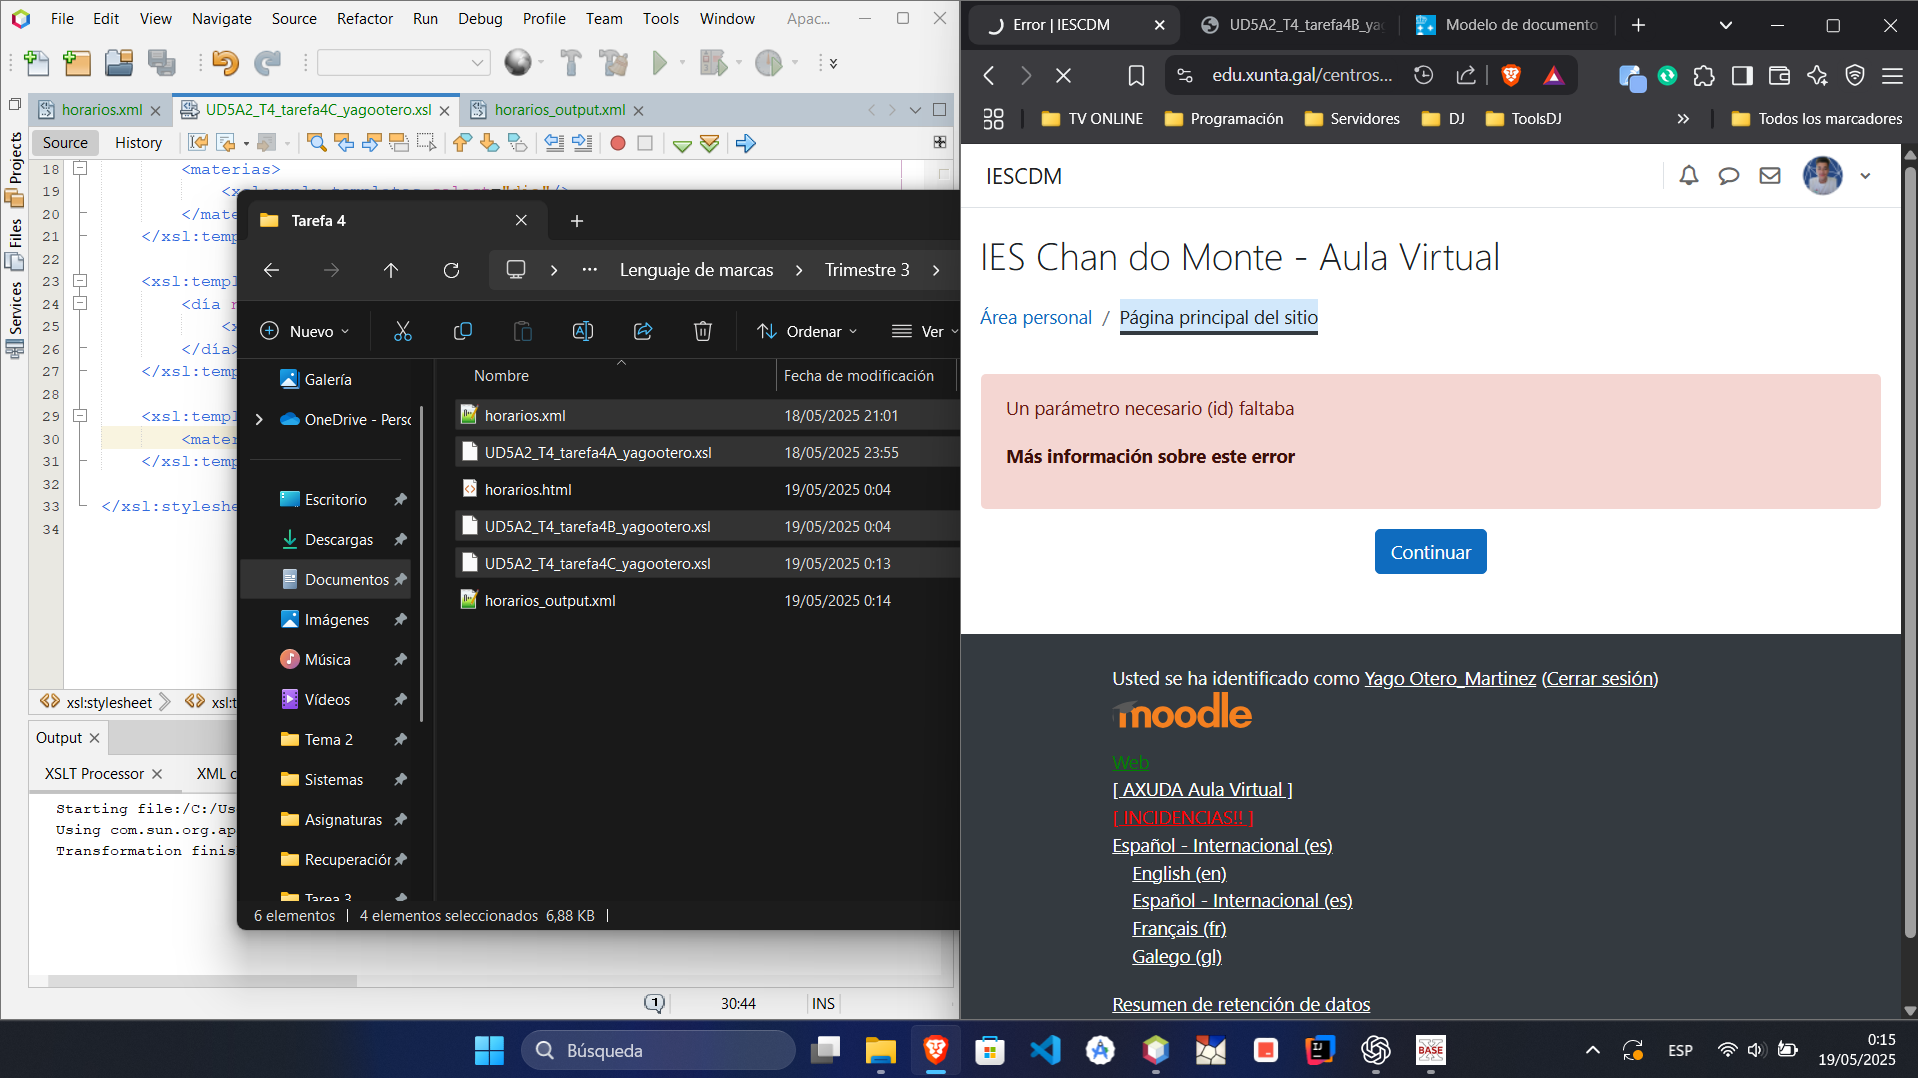 File Edit View Navigate Source Refactor Run Debug Profile Team Tools Window Apac...
horarios.xml
UD5A2_T4_tarefa4C_yagootero.xsl
horarios_output.xml
Source History
Projects
Files
Services
18 <materias>
19
20 </mate
21 </xsl:temp
22
23 <xsl:templ
24 <día n
25 <x
26 </día>
27 </xsl:temp
28
29 <xsl:templ
30 <mater
31 </xsl:temp
32
33 </xsl:styleshe
34
xsl:stylesheet xsl:t
Output
XSLT Processor XML c
Starting file:/C:/Us
Using com.sun.org.ap
Transformation finis
1 30:44 INS
Tarefa 4
Lenguaje de marcas Trimestre 3
Nuevo Ordenar Ver
Galería
OneDrive - Perso
Escritorio
Descargas
Documentos
Imágenes
Música
Vídeos
Tema 2
Sistemas
Asignaturas
Recuperación
Tarea 3
Nombre Fecha de modificación
horarios.xml 18/05/2025 21:01
UD5A2_T4_tarefa4A_yagootero.xsl 18/05/2025 23:55
horarios.html 19/05/2025 0:04
UD5A2_T4_tarefa4B_yagootero.xsl 19/05/2025 0:04
UD5A2_T4_tarefa4C_yagootero.xsl 19/05/2025 0:13
horarios_output.xml 19/05/2025 0:14
6 elementos 4 elementos seleccionados 6,88 KB
Error | IESCDM
UD5A2_T4_tarefa4B_ya
Modelo de documento
edu.xunta.gal/centros...
TV ONLINE Programación Servidores DJ ToolsDJ » Todos los marcadores
IESCDM
IES Chan do Monte - Aula Virtual
Área personal / Página principal del sitio
Un parámetro necesario (id) faltaba
Más información sobre este error
Continuar
Usted se ha identificado como Yago Otero_Martinez (Cerrar sesión)
moodle
Web
[ AXUDA Aula Virtual ]
[ INCIDENCIAS!! ]
Español - Internacional (es)
English (en)
Español - Internacional (es)
Français (fr)
Galego (gl)
Resumen de retención de datos
Búsqueda
IJ
BASE
ESP
0:15
19/05/2025